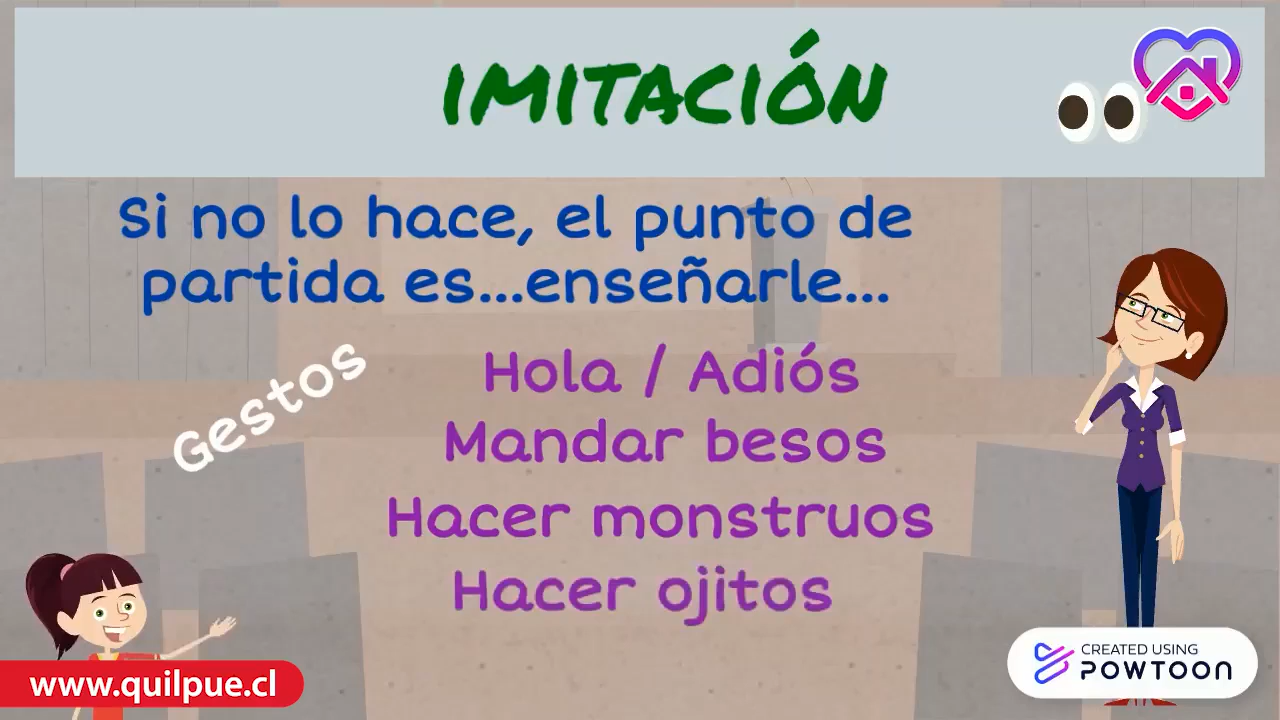 IMITACIÓN
Si no lo hace, el punto de
partida es...enseñarle...
Gestos
Hola / Adiós
Mandar besos
Hacer monstruos
Hacer ojitos
www.quilpue.cl
CREATED USING
POWTOON